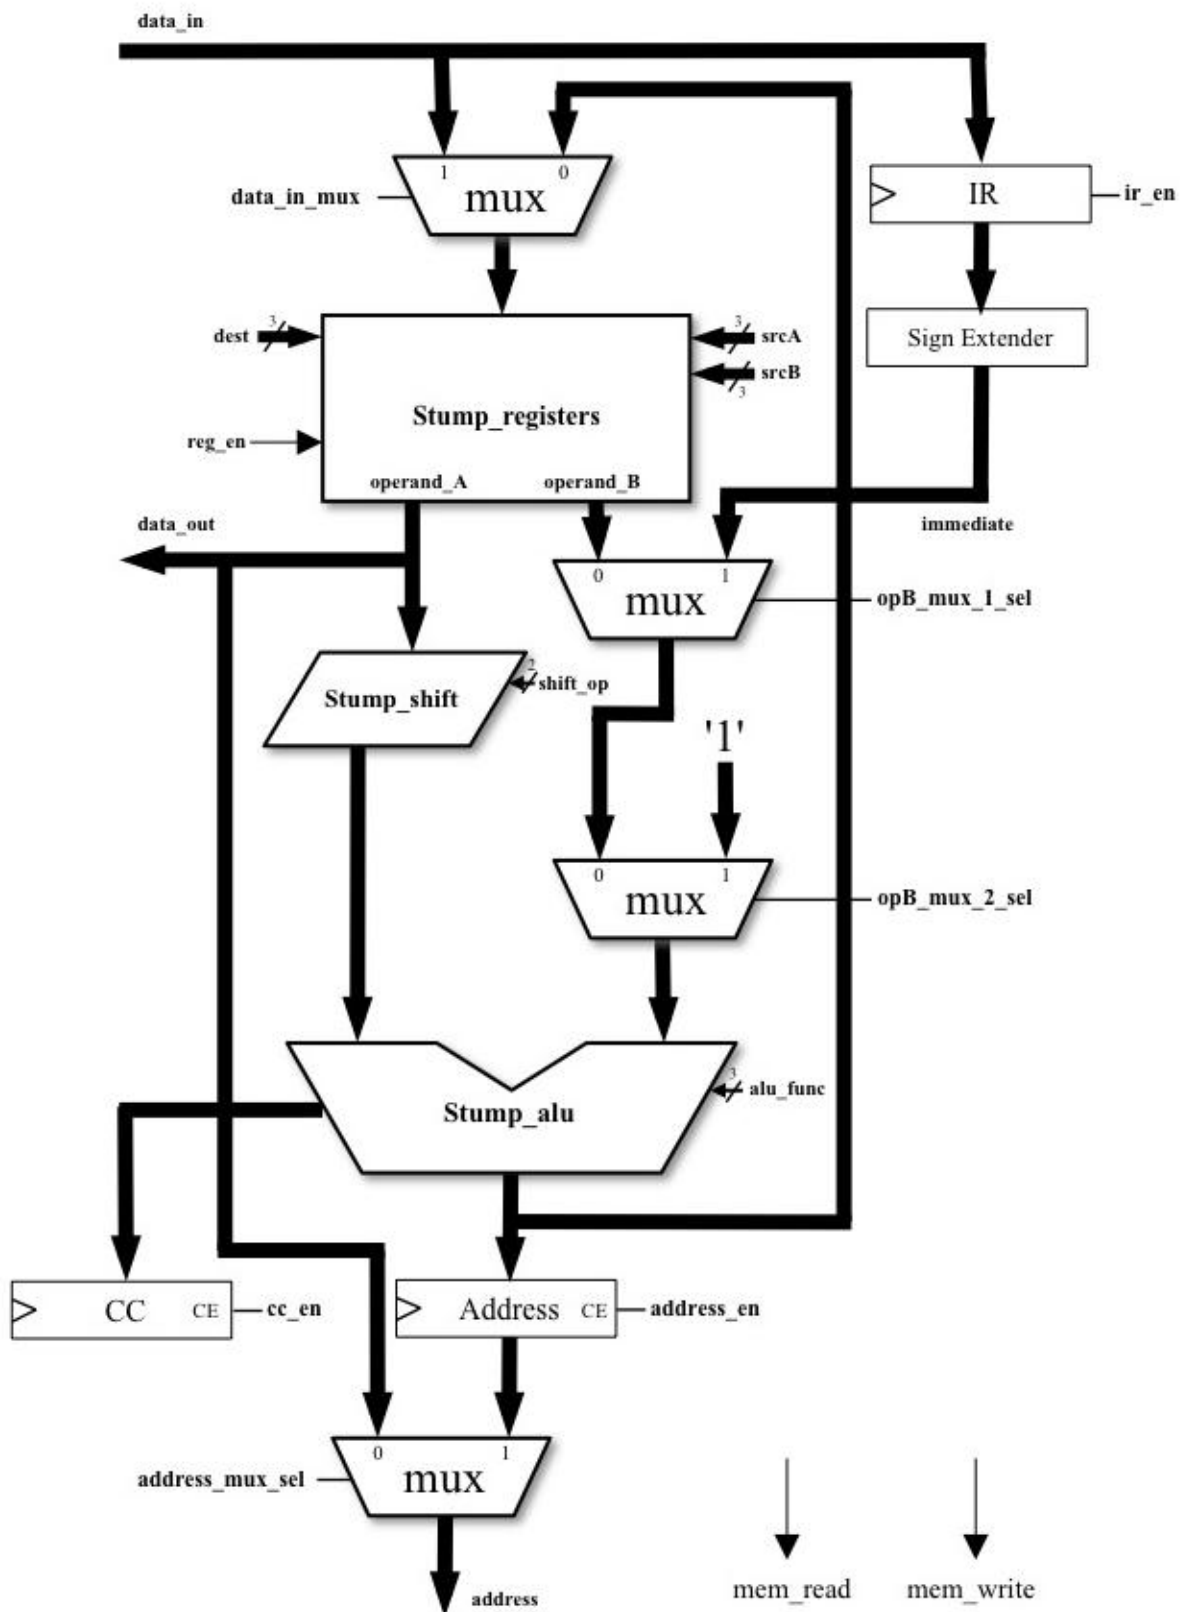 data_in
1
0
data_in_mux
mux
IR
ir_en
dest
3
3
srcA
srcB
3
Sign Extender
Stump_registers
reg_en
operand_A
operand_B
data_out
immediate
0
1
mux
opB_mux_1_sel
Stump_shift
2
shift_op
'1'
0
1
mux
opB_mux_2_sel
3
alu_func
Stump_alu
CC
CE
cc_en
Address
CE
address_en
0
1
address_mux_sel
mux
address
mem_read
mem_write